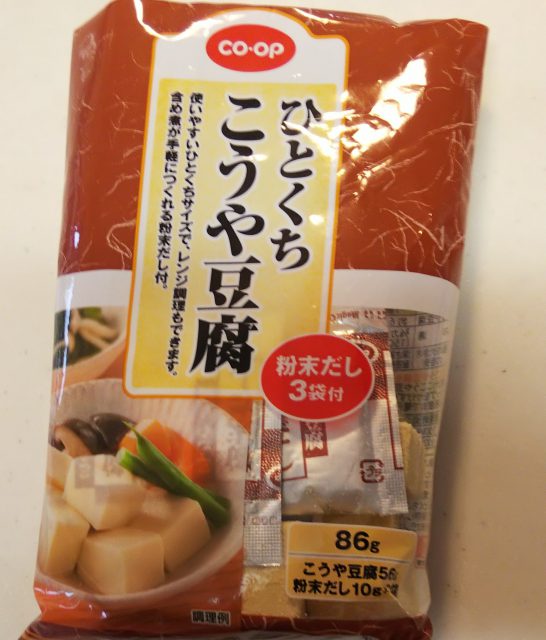 CO·OP
ひとくち
こうや豆腐
使いやすいひとくちサイズで、レンジ調理もできます。
含め煮が手軽につくれる粉末だし付。
粉末だし
3袋付
86g
こうや豆腐56g
粉末だし10g
調理例